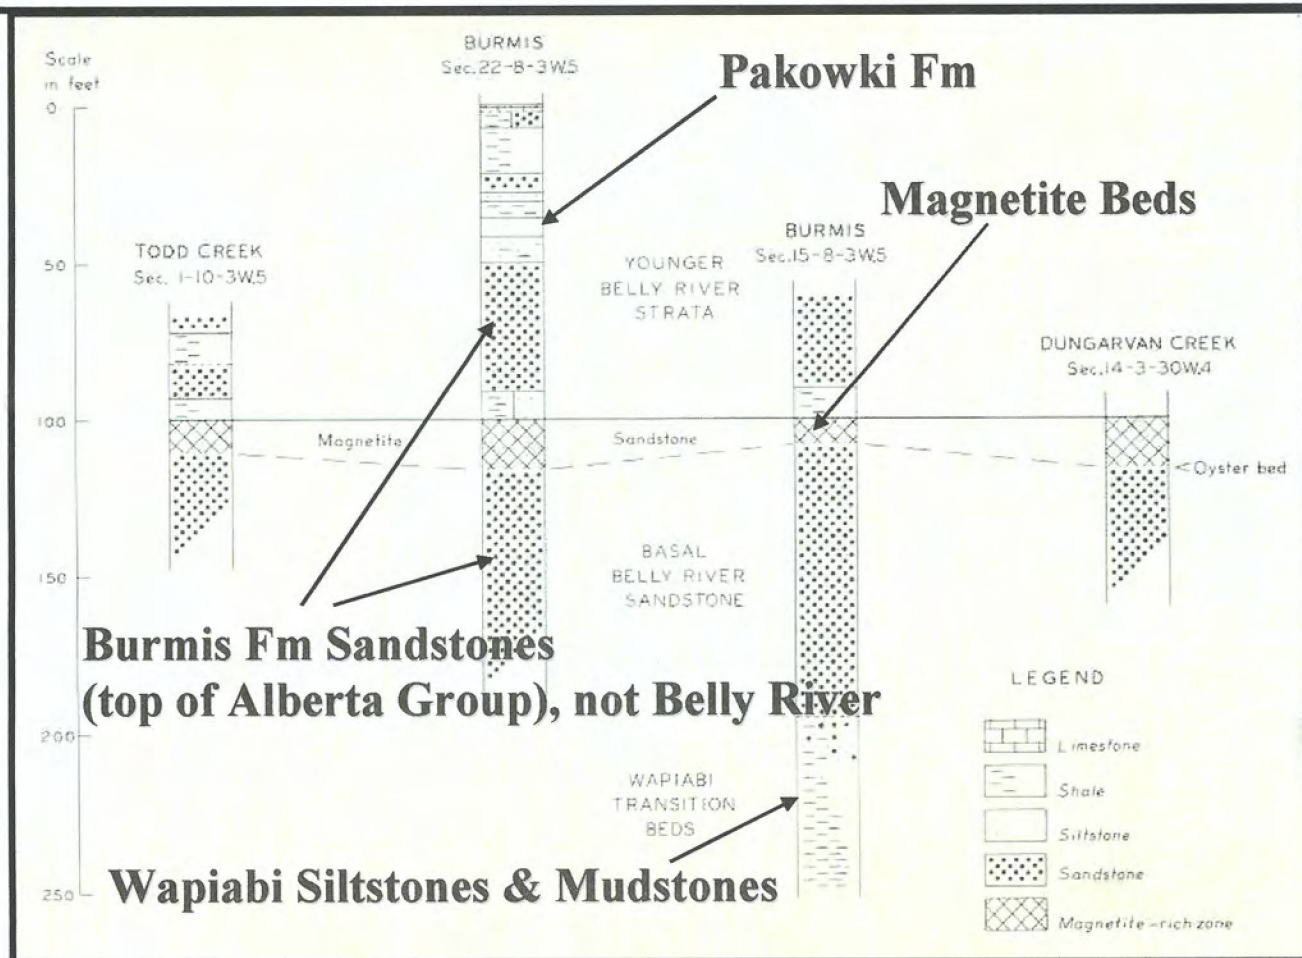 Scale
in feet
0
50
100
150
200
250
BURMIS
Sec.22-8-3W.5
Pakowki Fm
Magnetite Beds
TODD CREEK
Sec. 1-10-3W.5
YOUNGER
BELLY RIVER
STRATA
BURMIS
Sec.15-8-3W.5
DUNGARVAN CREEK
Sec.14-3-30W.4
Magnetite
Sandstone
Oyster bed
BASAL
BELLY RIVER
SANDSTONE
Burmis Fm Sandstones
(top of Alberta Group), not Belly River
WAPIABI
TRANSITION
BEDS
Wapiabi Siltstones & Mudstones
LEGEND
Limestone
Shale
Siltstone
Sandstone
Magnetite-rich zone